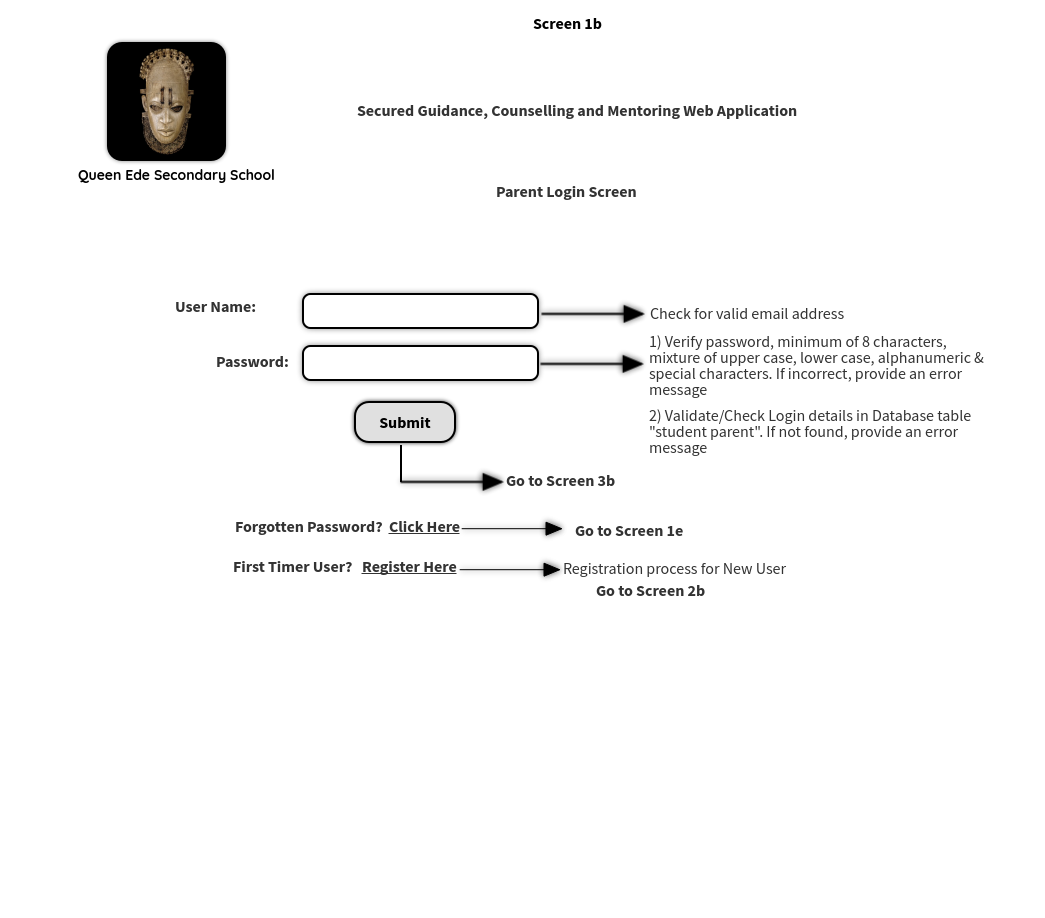 Screen 1b
Secured Guidance, Counselling and Mentoring Web Application
Queen Ede Secondary School
Parent Login Screen
User Name:
Check for valid email address
Password:
1) Verify password, minimum of 8 characters,
mixture of upper case, lower case, alphanumeric &
special characters. If incorrect, provide an error
message
2) Validate/Check Login details in Database table
"student parent". If not found, provide an error
message
Submit
Go to Screen 3b
Forgotten Password? Click Here
Go to Screen 1e
First Timer User? Register Here
Registration process for New User
Go to Screen 2b